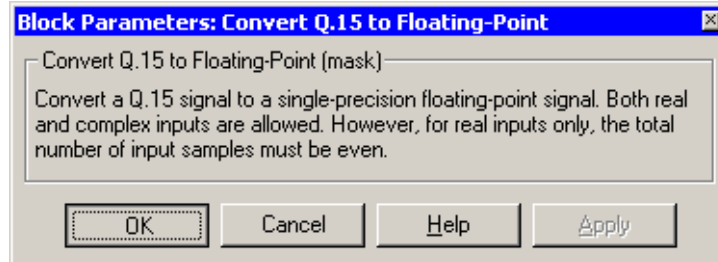 Block Parameters: Convert Q.15 to Floating-Point
Convert Q.15 to Floating-Point (mask)
Convert a Q.15 signal to a single-precision floating-point signal. Both real
and complex inputs are allowed. However, for real inputs only, the total
number of input samples must be even.
OK Cancel Help Apply